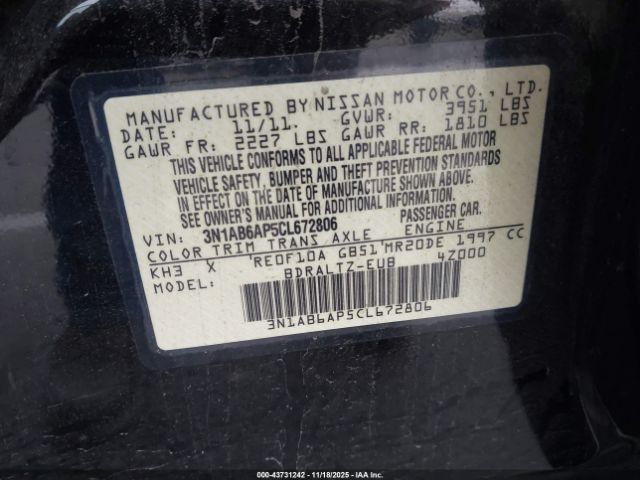 MANUFACTURED BY NISSAN MOTOR CO., LTD.
DATE: 11/11. GVWR: 3951 LBS
GAWR FR: 2227 LBS GAWR RR: 1810 LBS
THIS VEHICLE CONFORMS TO ALL APPLICABLE FEDERAL MOTOR
VEHICLE SAFETY, BUMPER AND THEFT PREVENTION STANDARDS
IN EFFECT ON THE DATE OF MANUFACTURE SHOWN ABOVE.
SEE OWNER'S MANUAL FOR ADDITIONAL INFORMATION.
VIN: 3N1AB6AP5CL672806 PASSENGER CAR.
COLOR TRIM TRANS AXLE ENGINE
KH3 X RE0F10A GB51 MR20DE 1997 CC
MODEL: BDRALTZ-EUB 4Z000
3N1AB6AP5CL672806
000-43731242 - 11/18/2025 - IAA Inc.